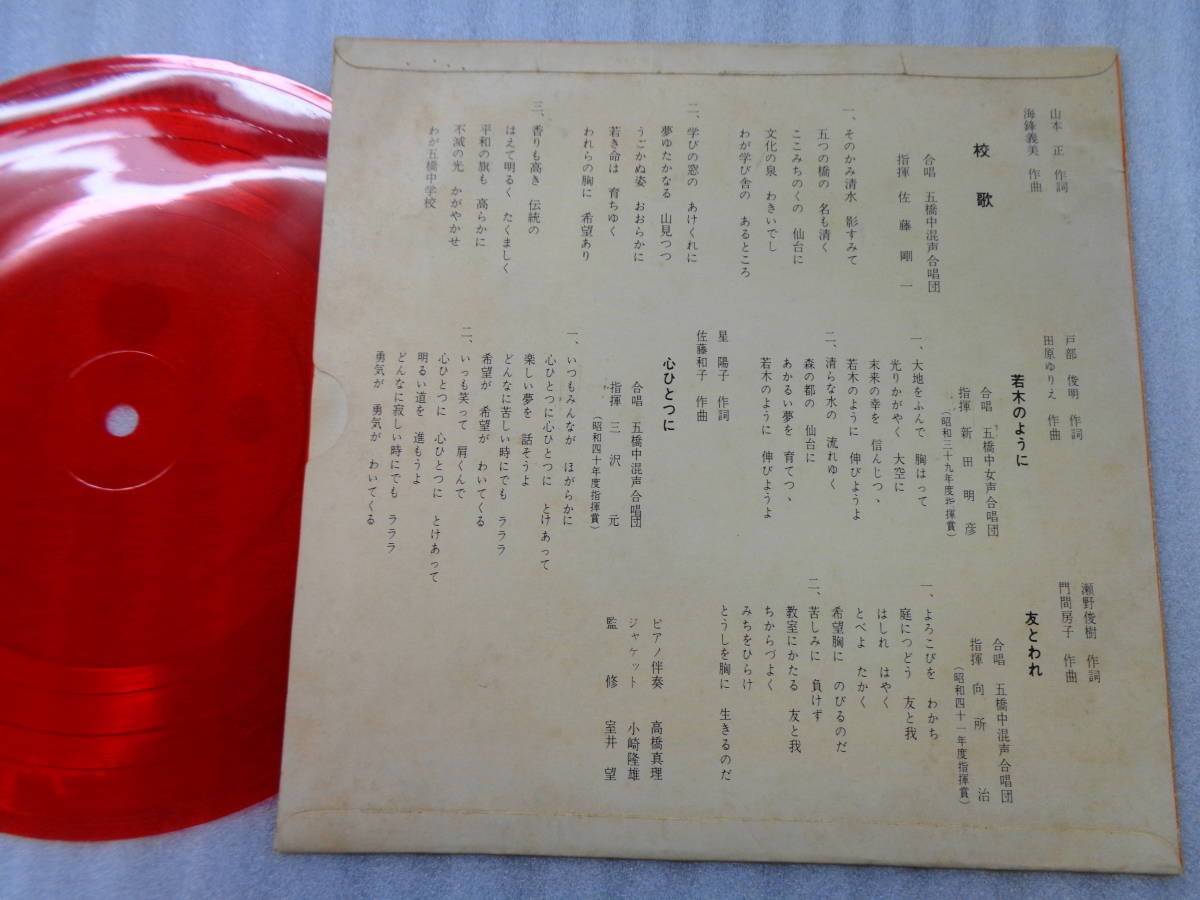 山本 正 作詞
海鋒義美 作曲
校歌
合唱 五橋中混声合唱団
指揮 佐藤剛一
一、そのかみ清水 影すみて
五つの橋の 名も清く
ここみちのくの 仙台に
文化の泉 わきいでし
わが学び舎の あるところ
二、学びの窓の あけくれに
夢ゆたかなる 山見つつ
うごかぬ姿 おおらかに
若き命は 育ちゆく
われらの胸に 希望あり
三、香りも高き 伝統の
はえて明るく たくましく
平和の旗も 高らかに
不滅の光 かがやかせ
わが五橋中学校
戸部俊明 作詞
田原ゆりえ 作曲
若木のように
合唱 五橋中女声合唱団
指揮 新田明彦
(昭和三十九年度指揮賞)
一、大地をふんで 胸はって
光りかがやく 大空に
末来の幸を 信んじつゝ
若木のように 伸びようよ
二、清らな水の 流れゆく
森の都の 仙台に
あかるい夢を 育てつゝ
若木のように 伸びようよ
星 陽子 作詞
佐藤和子 作曲
心ひとつに
合唱 五橋中混声合唱団
指揮 三沢 元
(昭和四十年度指揮賞)
一、いつもみんなが ほがらかに
心ひとつに心ひとつに とけあって
楽しい夢を 話そうよ
どんなに苦しい時にでも ラララ
希望が 希望が わいてくる
二、いっも笑って 肩くんで
心ひとつに 心ひとつに とけあって
明るい道を 進もうよ
どんなに寂しい時にでも ラララ
勇気が 勇気が わいてくる
瀬野俊樹 作詞
門間房子 作曲
友とわれ
合唱 五橋中混声合唱団
指揮 向所 治
(昭和四十一年度指揮賞)
一、よろこびを わかち
庭につどう 友と我
はしれ はやく
とべよ たかく
希望胸に のびるのだ
二、苦しみに 負けず
教室にかたる 友と我
ちからづよく
みちをひらけ
とうしを胸に 生きるのだ
ピアノ伴奏 高橋真理
ジャケット 小崎隆雄
監修 室井 望